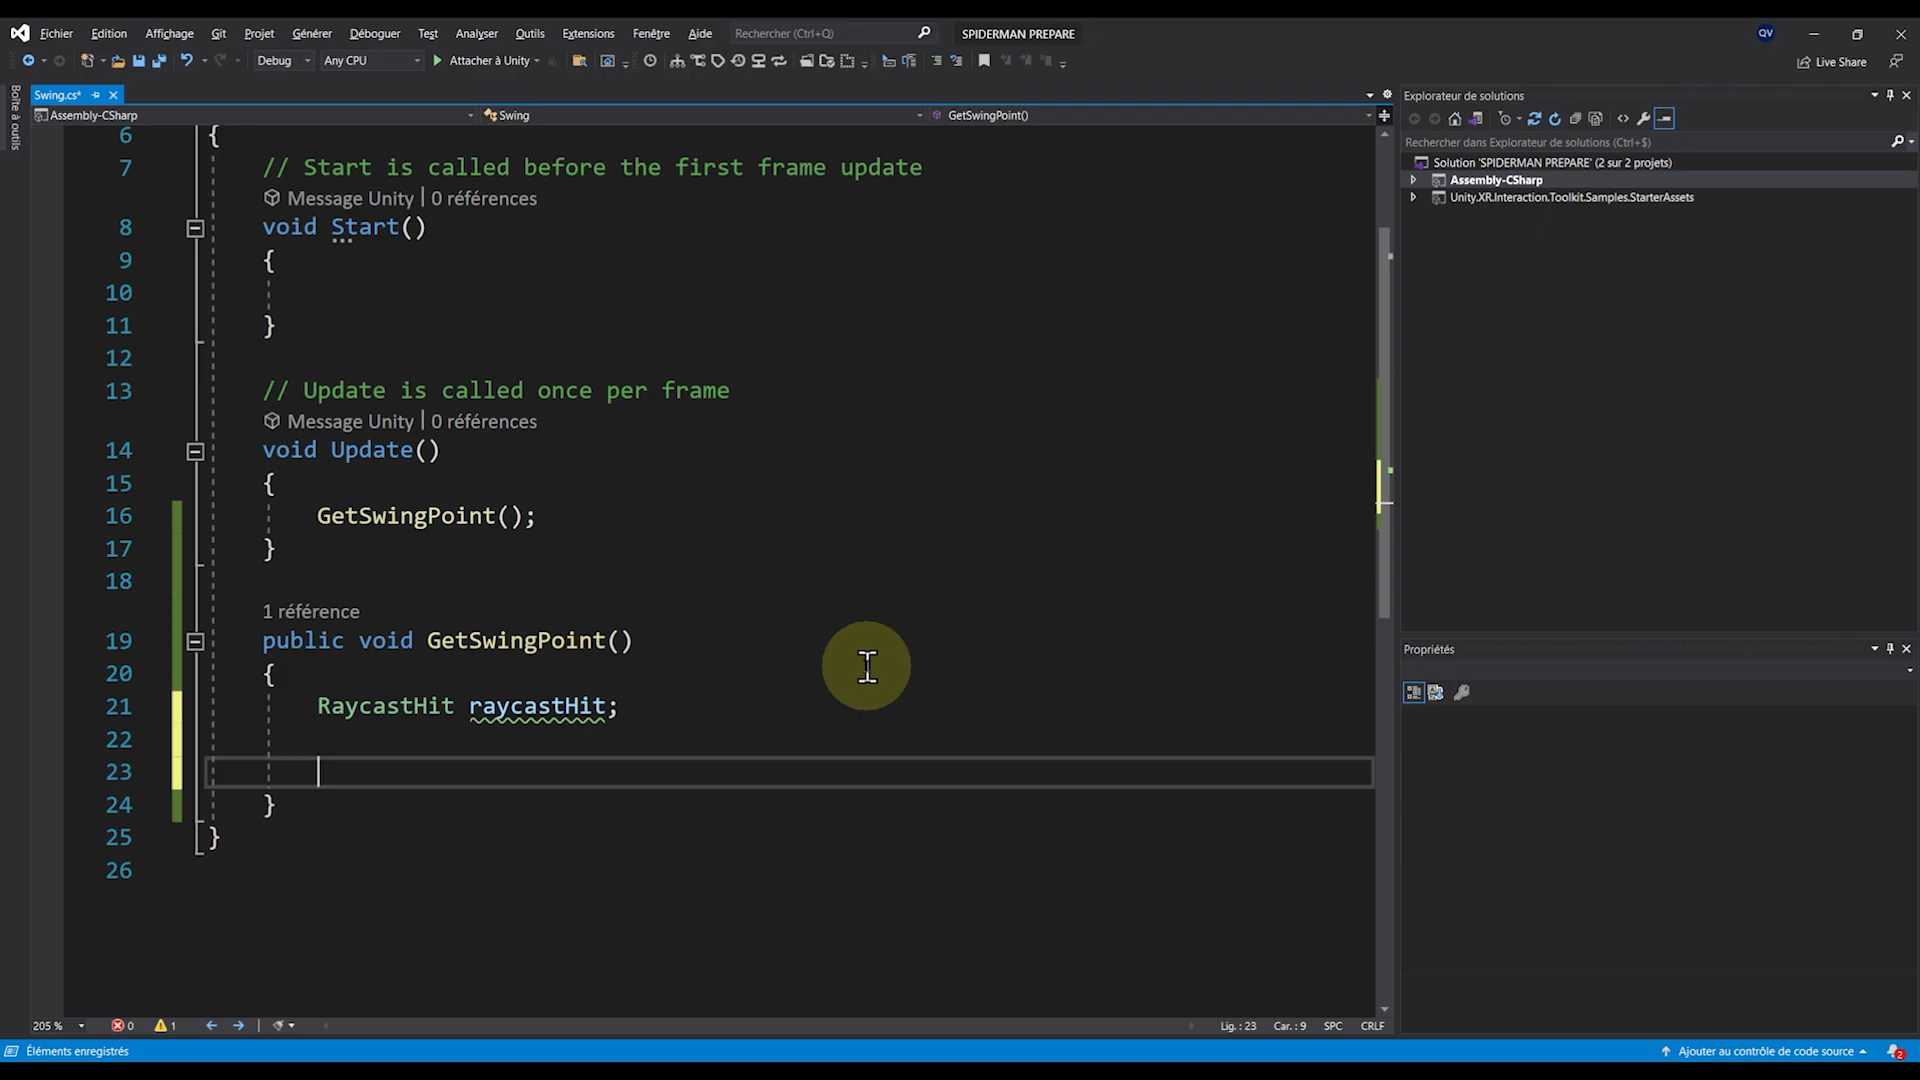 Fichier Edition Affichage Git Projet Générer Déboguer Test Analyser Outils Extensions Fenêtre Aide Rechercher (Ctrl+Q) SPIDERMAN PREPARE QV
Debug Any CPU Attacher à Unity Live Share
Boîte à outils
Swing.cs*
Assembly-CSharp Swing GetSwingPoint()
6 {
7 // Start is called before the first frame update
Message Unity | 0 références
8 void Start()
9 {
10
11 }
12
13 // Update is called once per frame
Message Unity | 0 références
14 void Update()
15 {
16 GetSwingPoint();
17 }
18
1 référence
19 public void GetSwingPoint()
20 {
21 RaycastHit raycastHit;
22
23
24 }
25 }
26
205 % 0 1 Lig. : 23 Car. : 9 SPC CRLF
Éléments enregistrés Ajouter au contrôle de code source 2
Explorateur de solutions
Rechercher dans Explorateur de solutions (Ctrl+$)
Solution 'SPIDERMAN PREPARE' (2 sur 2 projets)
Assembly-CSharp
Unity.XR.Interaction.Toolkit.Samples.StarterAssets
Propriétés